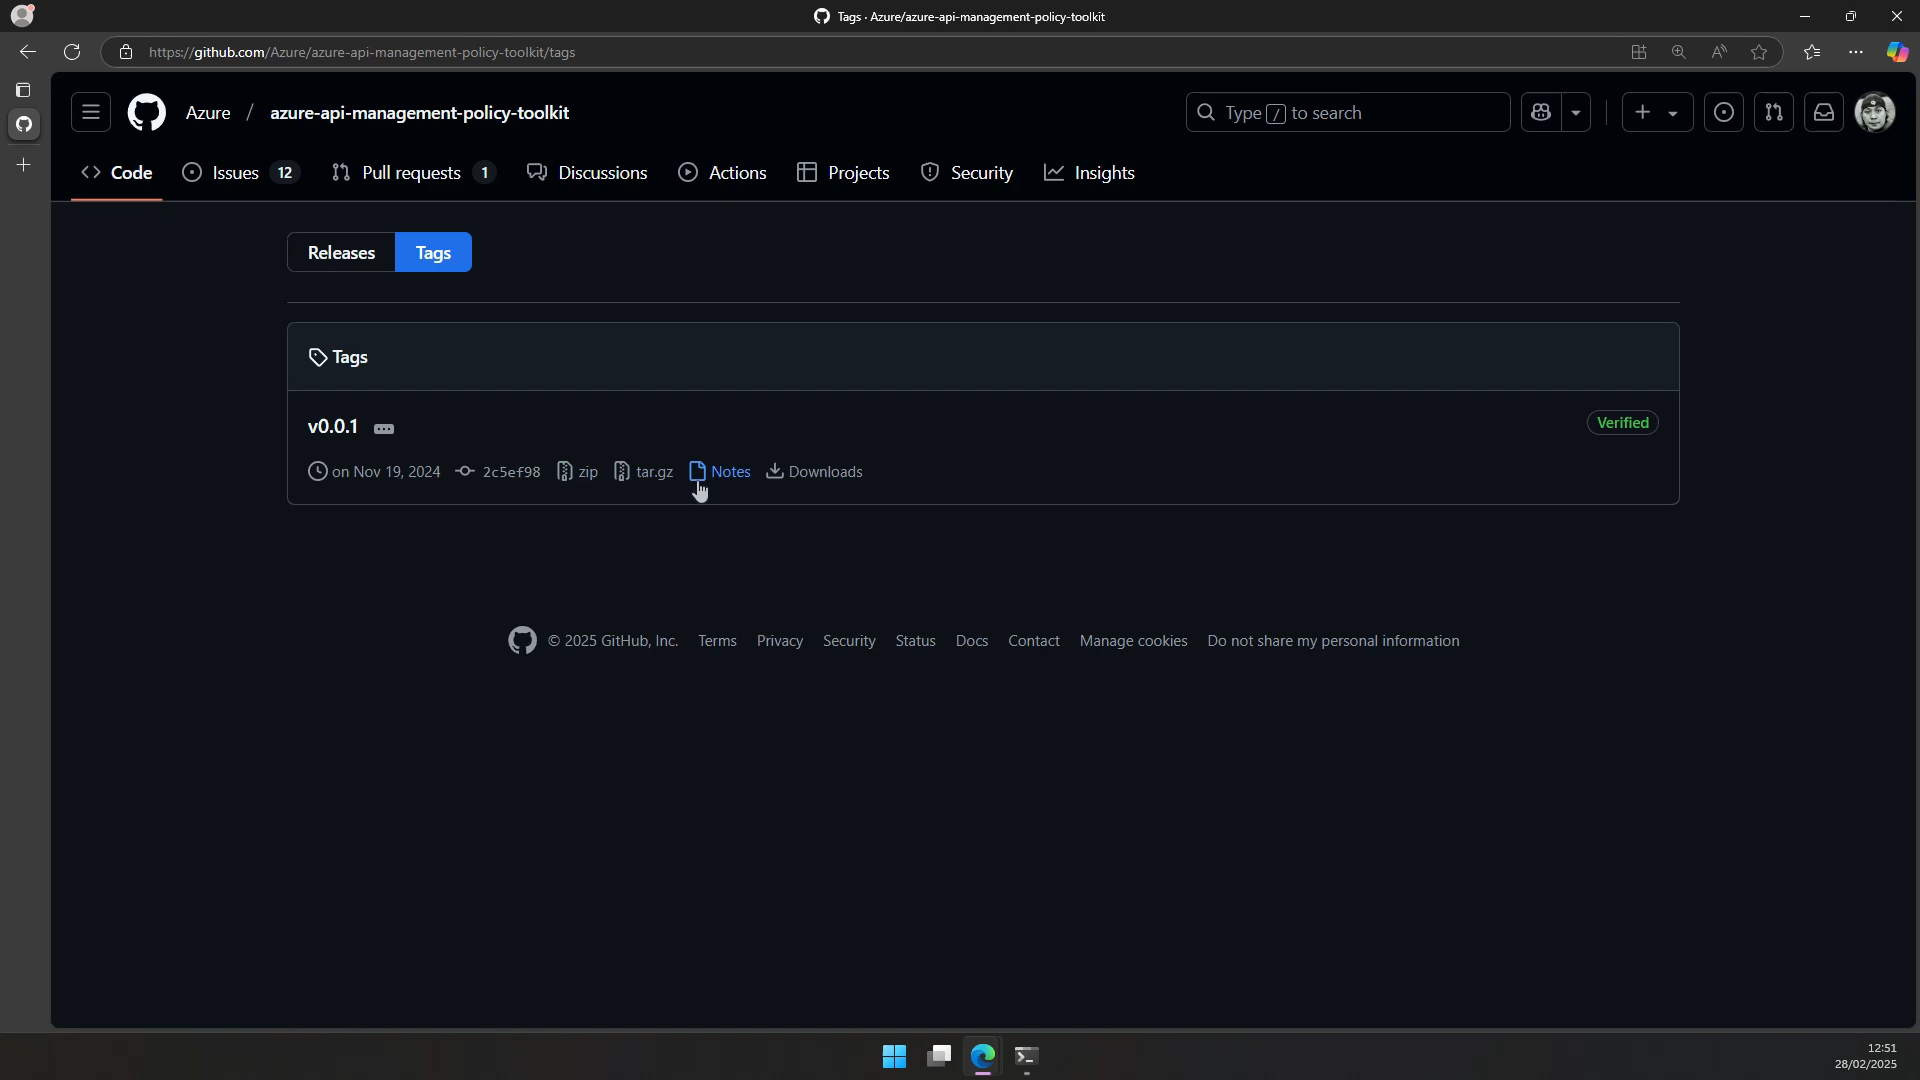 Tags · Azure/azure-api-management-policy-toolkit
https://github.com/Azure/azure-api-management-policy-toolkit/tags
Azure / azure-api-management-policy-toolkit
Type / to search
Code
Issues 12
Pull requests 1
Discussions
Actions
Projects
Security
Insights
Releases
Tags
Tags
v0.0.1
Verified
on Nov 19, 2024
2c5ef98
zip
tar.gz
Notes
Downloads
© 2025 GitHub, Inc.
Terms
Privacy
Security
Status
Docs
Contact
Manage cookies
Do not share my personal information
12:51
28/02/2025